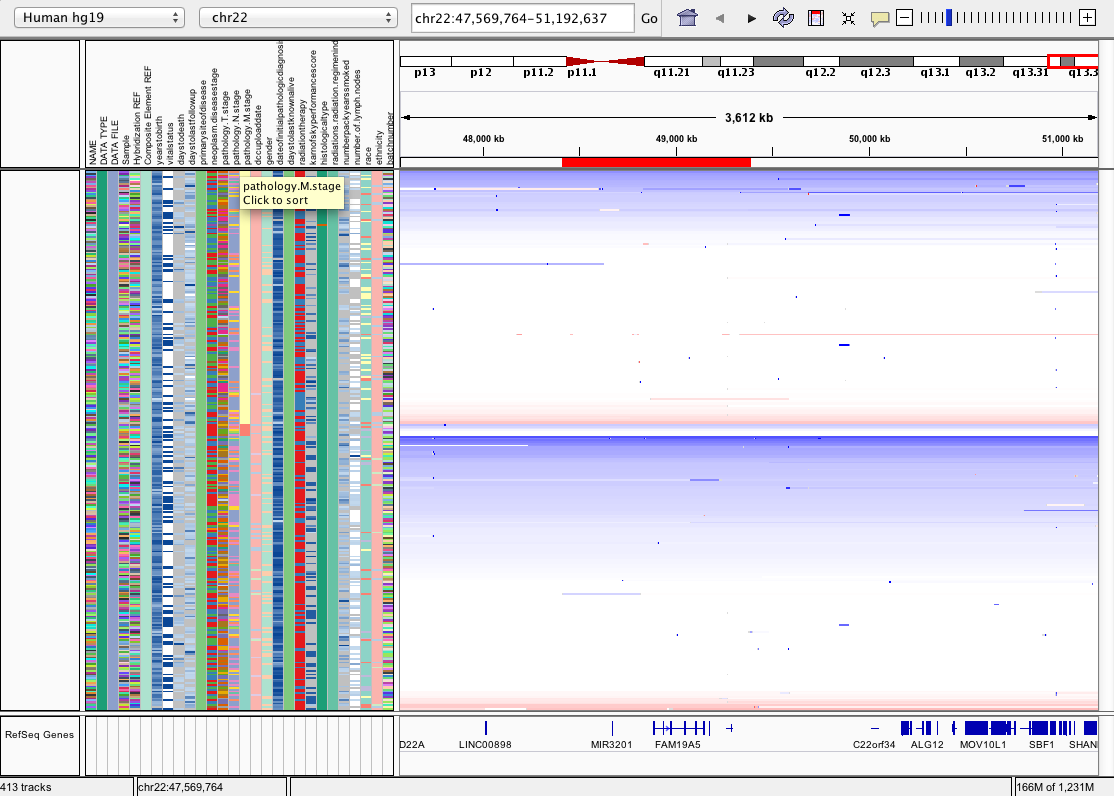 Human hg19
chr22
chr22:47,569,764-51,192,637
Go
p13 p12 p11.2 p11.1 q11.21 q11.23 q12.2 q12.3 q13.1 q13.2 q13.31 q13.3
3,612 kb
48,000 kb 49,000 kb 50,000 kb 51,000 kb
NAME
DATA TYPE
DATA FILE
Sample
Hybridization REF
Composite Element REF
yearstobirth
vitalstatus
daystodeath
daystolastfollowup
primarysiteofdisease
neoplasm.diseasestage
pathology.T.stage
pathology.N.stage
pathology.M.stage
dccuploaddate
gender
dateofinitialpathologicdiagnosi
daystolastknownalive
radiationtherapy
karnofskyperformancescore
histologicaltype
radiations.radiation.regimenind
numberpackyearssmoked
number.of.lymph.nodes
race
ethnicity
batchnumber
pathology.M.stage
Click to sort
RefSeq Genes
D22A LINC00898 MIR3201 FAM19A5 C22orf34 ALG12 MOV10L1 SBF1 SHAN
413 tracks
chr22:47,569,764
166M of 1,231M